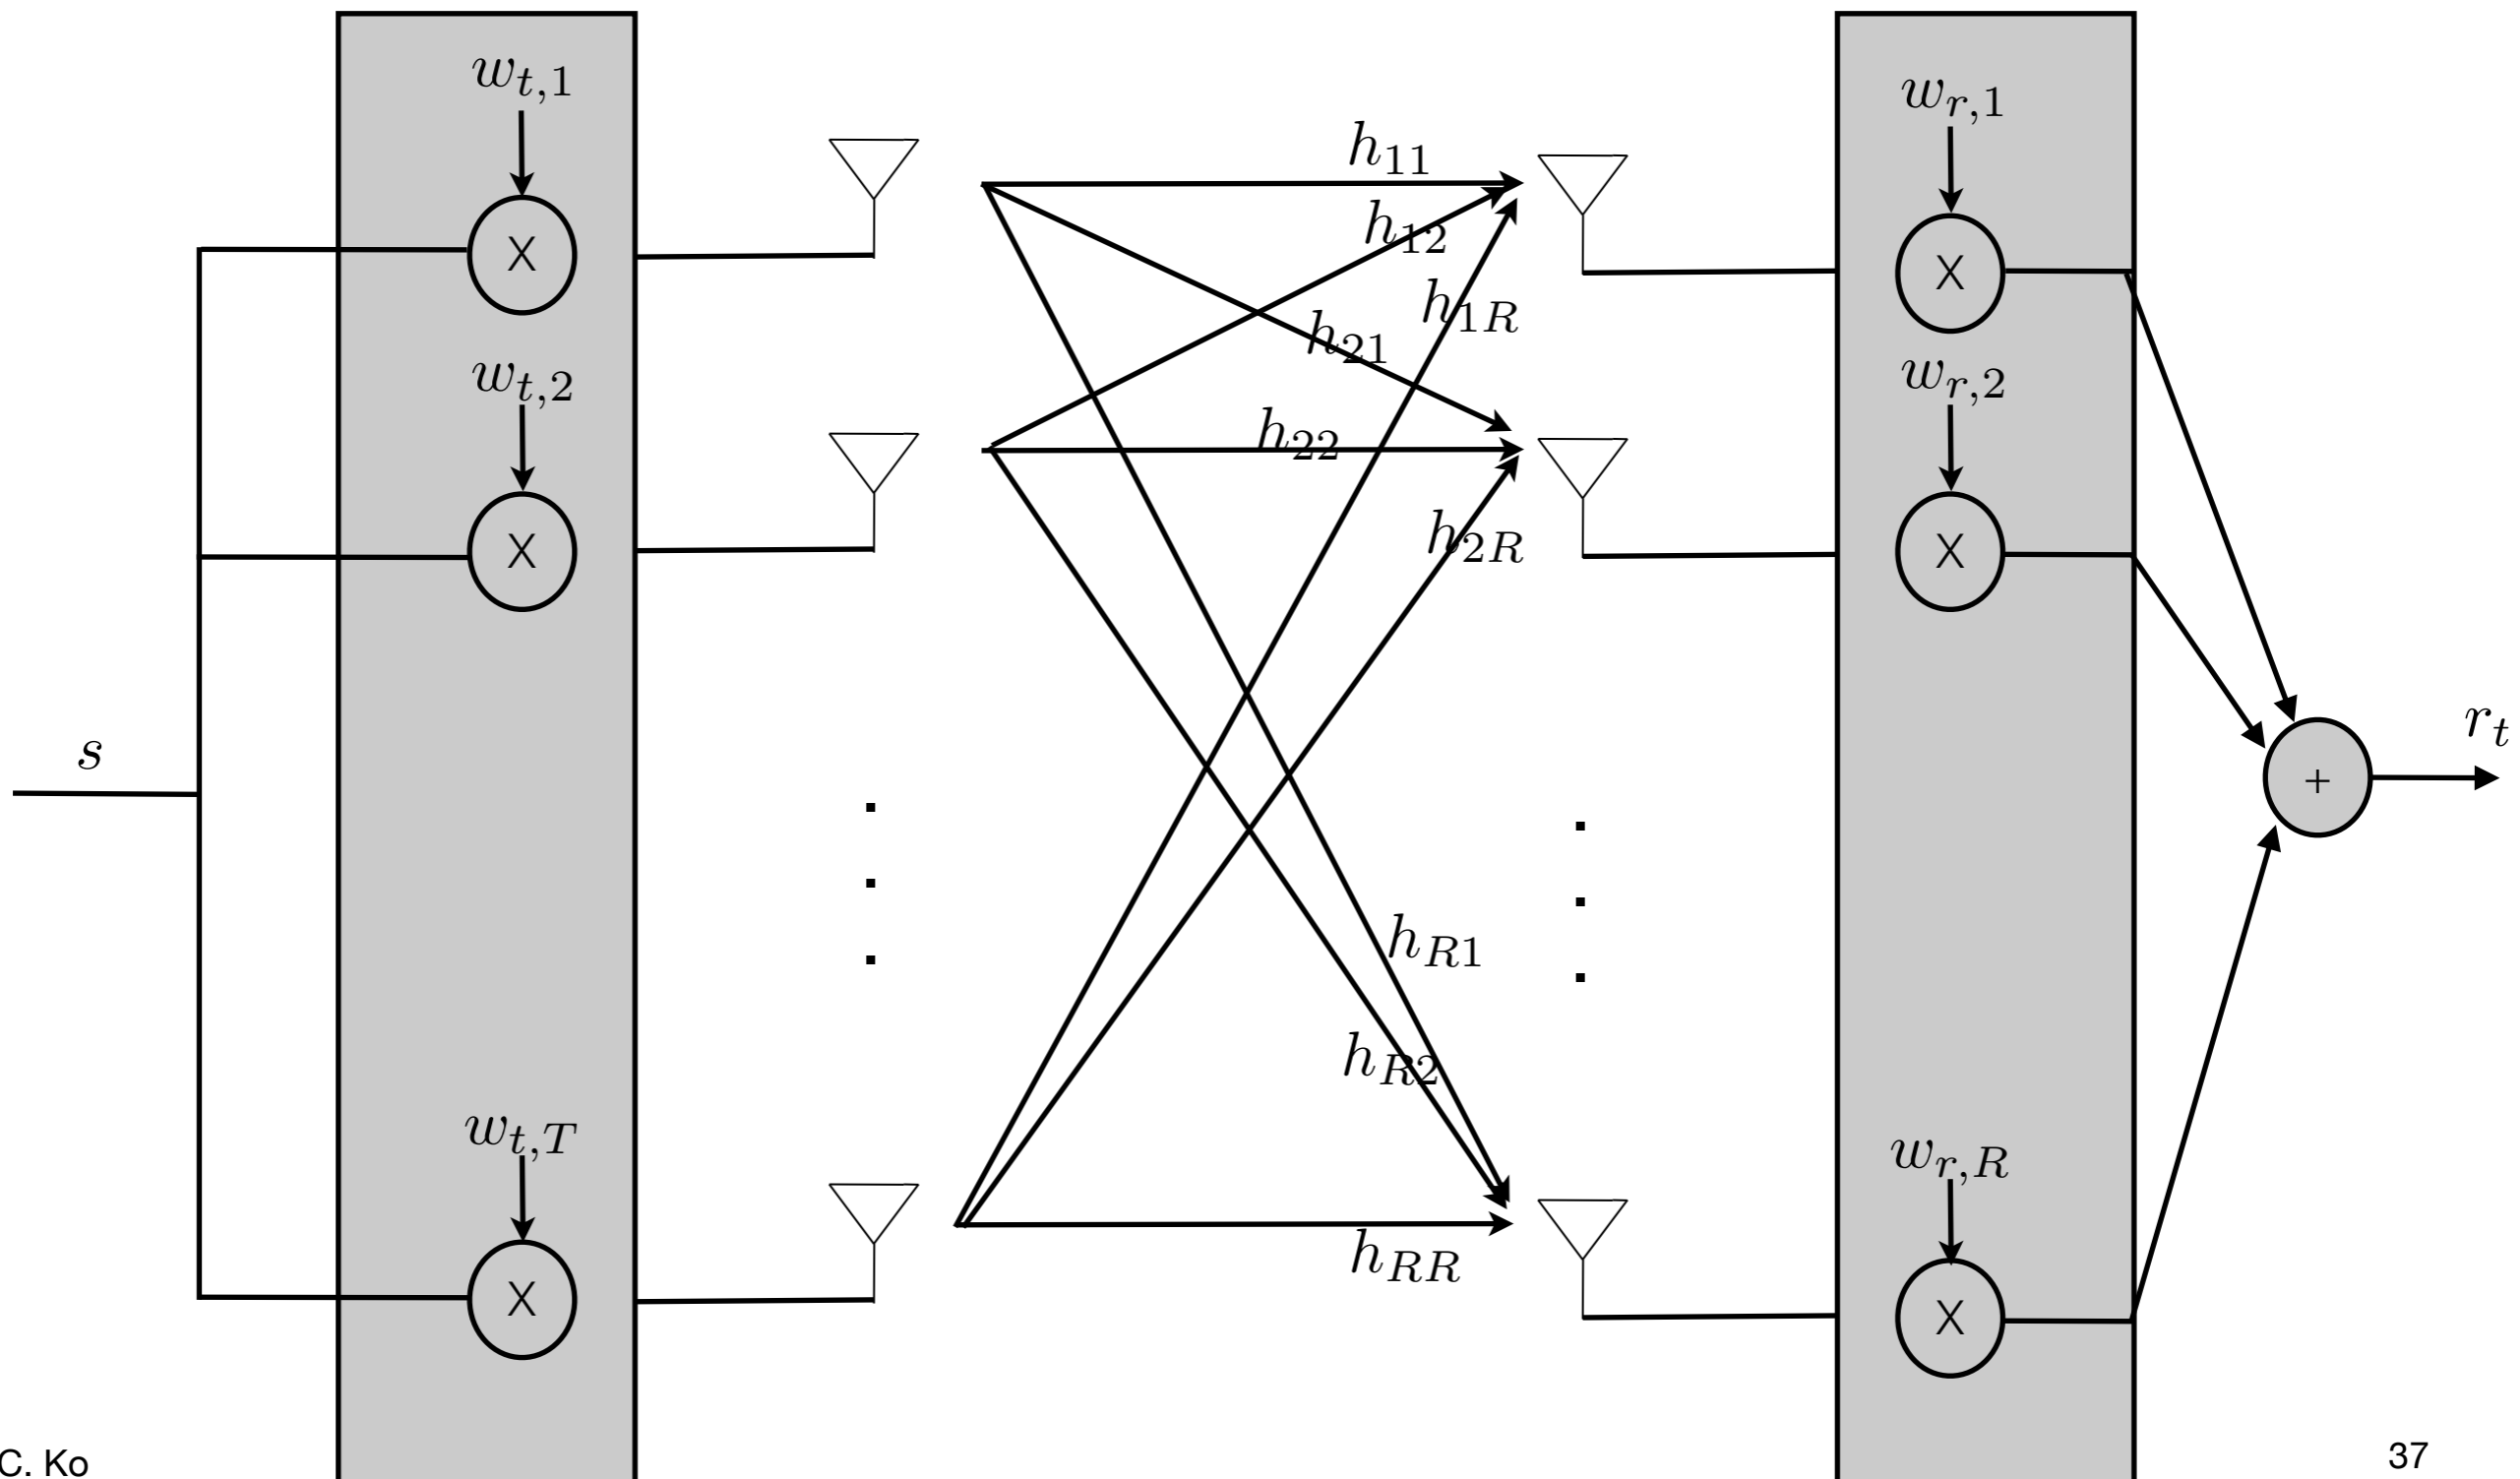 w_{t,1}
w_{r,1}
h_{11}
h_{12}
X
X
h_{1R}
h_{21}
w_{t,2}
w_{r,2}
h_{22}
X
X
h_{2R}
s
r_t
+
.
.
.
.
.
.
h_{R1}
h_{R2}
w_{t,T}
w_{r,R}
h_{RR}
X
X
C. Ko
37